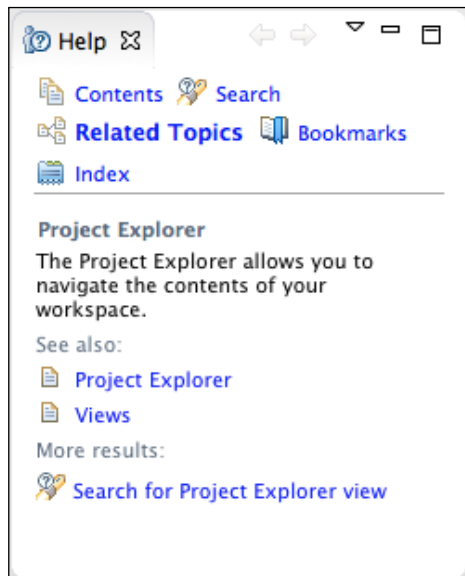 Help
Contents Search
Related Topics Bookmarks
Index
Project Explorer
The Project Explorer allows you to
navigate the contents of your
workspace.
See also:
Project Explorer
Views
More results:
Search for Project Explorer view